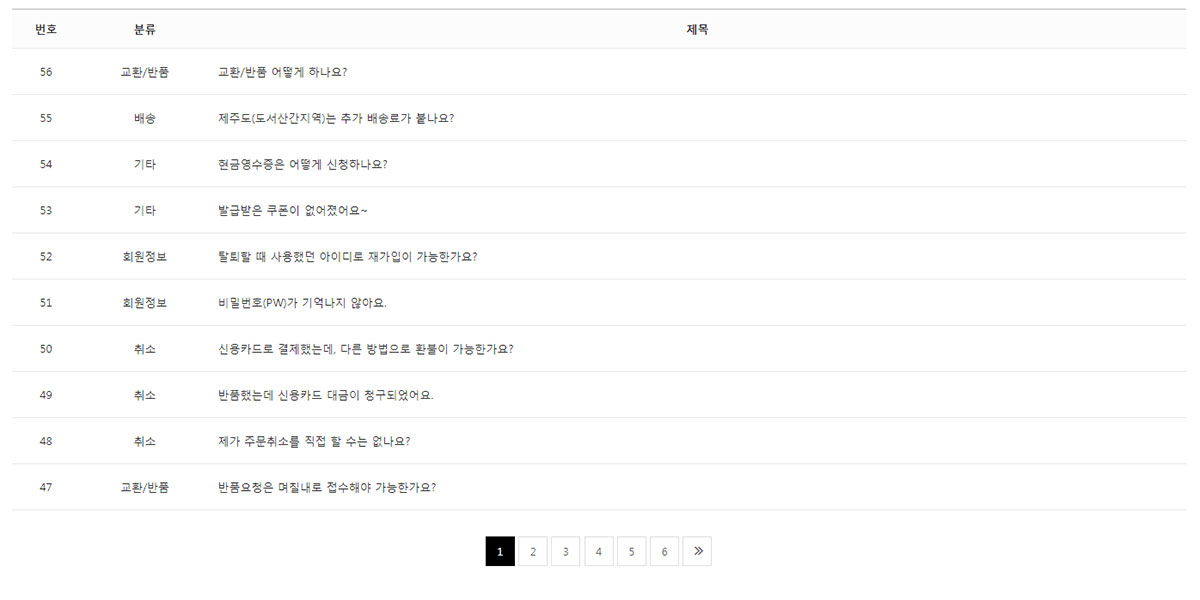 번호 분류 제목
56 교환/반품 교환/반품 어떻게 하나요?
55 배송 제주도(도서산간지역)는 추가 배송료가 붙나요?
54 기타 현금영수증은 어떻게 신청하나요?
53 기타 발급받은 쿠폰이 없어졌어요~
52 회원정보 탈퇴할 때 사용했던 아이디로 재가입이 가능한가요?
51 회원정보 비밀번호(PW)가 기억나지 않아요.
50 취소 신용카드로 결제했는데, 다른 방법으로 환불이 가능한가요?
49 취소 반품했는데 신용카드 대금이 청구되었어요.
48 취소 제가 주문취소를 직접 할 수는 없나요?
47 교환/반품 반품요청은 며칠내로 접수해야 가능한가요?
1 2 3 4 5 6 »